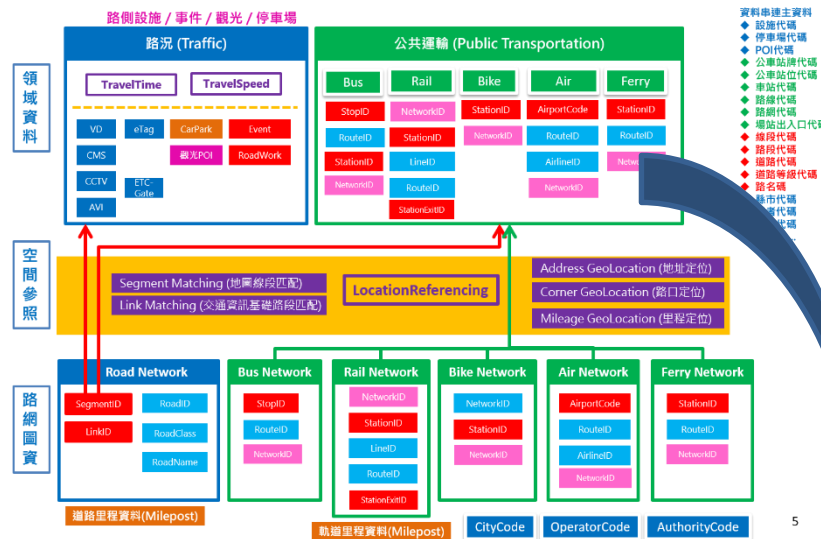 路側設施 / 事件 / 觀光 / 停車場
路況 (Traffic)
TravelTime
TravelSpeed
VD
eTag
CarPark
Event
CMS
觀光POI
RoadWork
CCTV
ETC-
Gate
AVI
公共運輸 (Public Transportation)
Bus
Rail
Bike
Air
Ferry
StopID
RouteID
StationID
NetworkID
NetworkID
StationID
LineID
RouteID
StationExitID
StationID
NetworkID
AirportCode
RouteID
AirlineID
NetworkID
StationID
RouteID
資料串連主資料
設施代碼
停車場代碼
POI代碼
公車站牌代碼
公車站位代碼
車站代碼
路線代碼
路網代碼
場站出入口代碼
線段代碼
路段代碼
道路代碼
道路等級代碼
路名碼
縣市代碼
領域資料
空間參照
路網圖資
Segment Matching (地圖線段匹配)
Link Matching (交通資訊基礎路段匹配)
LocationReferencing
Address GeoLocation (地址定位)
Corner GeoLocation (路口定位)
Mileage GeoLocation (里程定位)
Road Network
SegmentID
RoadID
LinkID
RoadClass
RoadName
Bus Network
StopID
RouteID
NetworkID
Rail Network
NetworkID
StationID
LineID
RouteID
StationExitID
Bike Network
NetworkID
StationID
NetworkID
Air Network
AirportCode
RouteID
AirlineID
NetworkID
Ferry Network
StationID
RouteID
NetworkID
道路里程資料(Milepost)
軌道里程資料(Milepost)
CityCode
OperatorCode
AuthorityCode
5